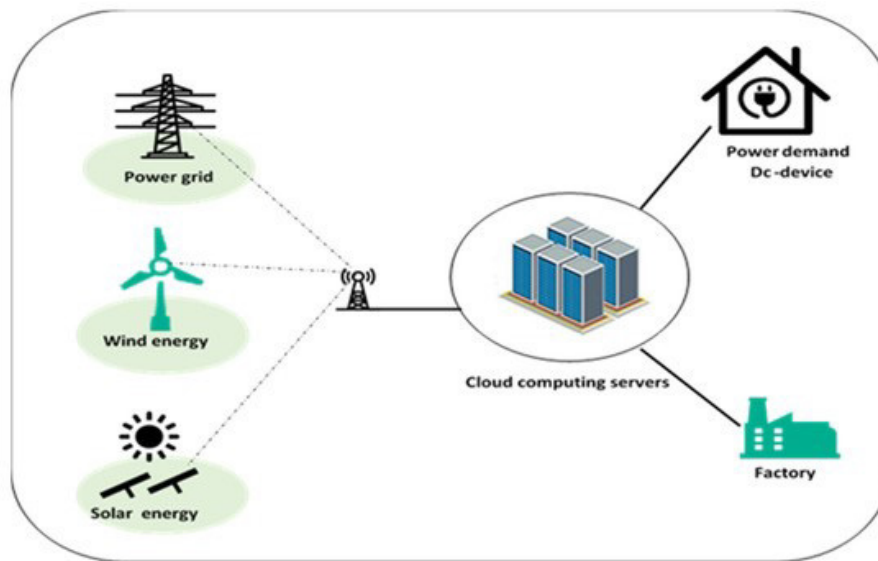 Power grid
Wind energy
Solar energy
Cloud computing servers
Power demand
Dc-device
Factory